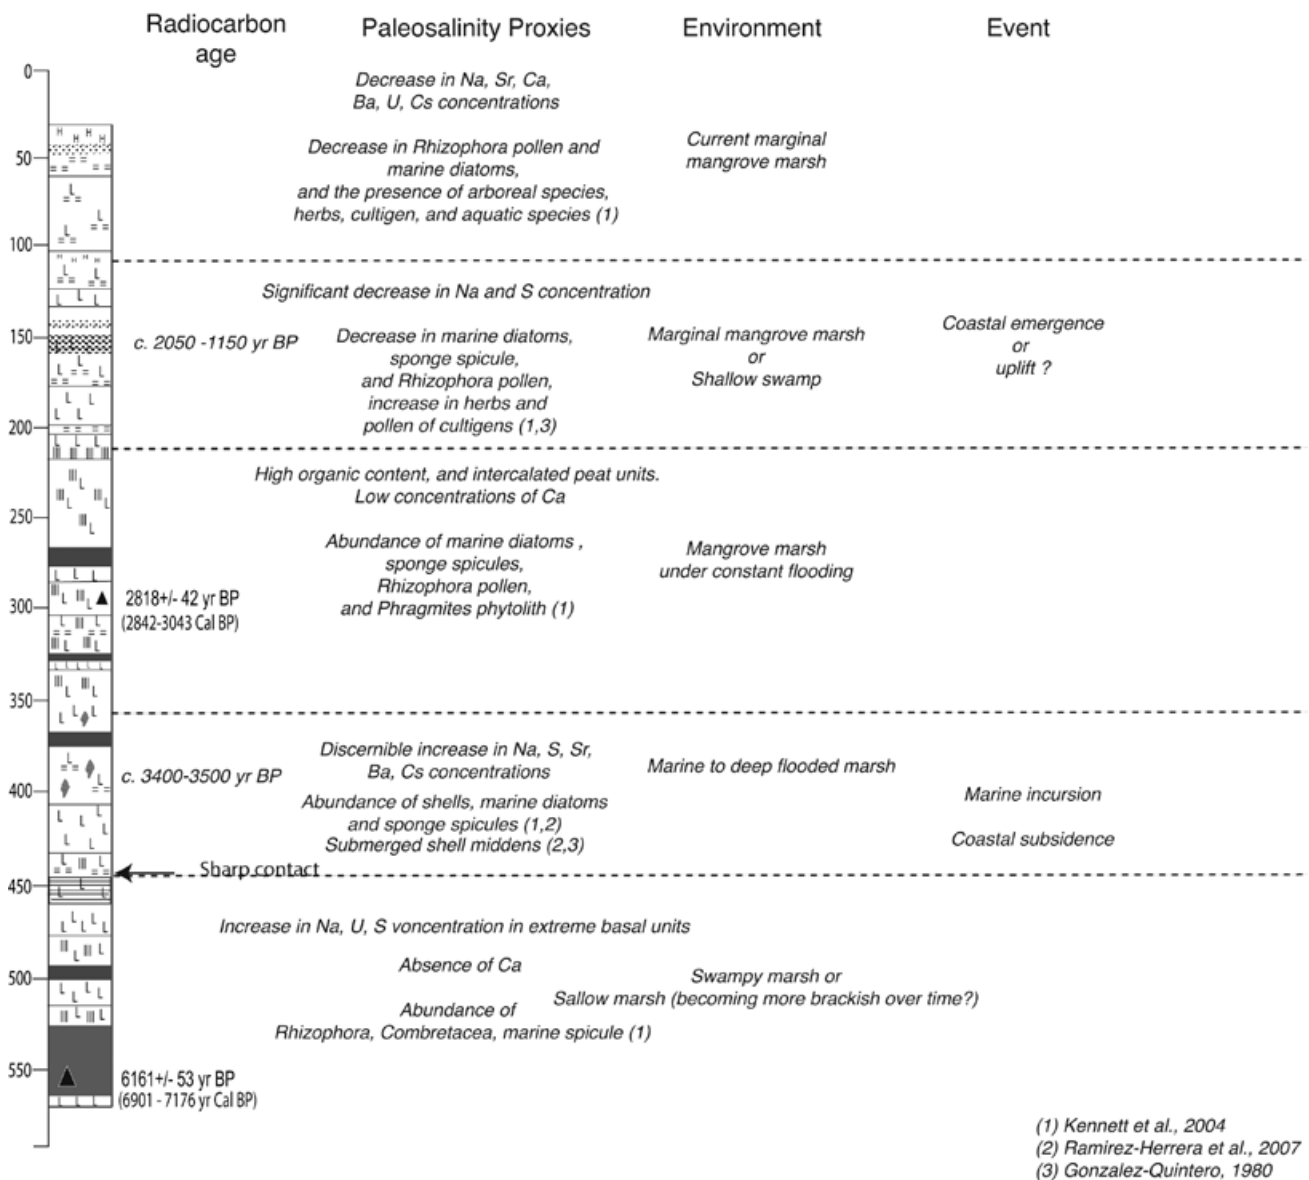 Radiocarbon
age
Paleosalinity Proxies
Environment
Event
0
Decrease in Na, Sr, Ca,
Ba, U, Cs concentrations
50
Decrease in Rhizophora pollen and
marine diatoms,
and the presence of arboreal species,
herbs, cultigen, and aquatic species (1)
Current marginal
mangrove marsh
100
Significant decrease in Na and S concentration
150
c. 2050 -1150 yr BP
Decrease in marine diatoms,
sponge spicule,
and Rhizophora pollen,
increase in herbs and
pollen of cultigens (1,3)
Marginal mangrove marsh
or
Shallow swamp
Coastal emergence
or
uplift ?
200
High organic content, and intercalated peat units.
Low concentrations of Ca
250
Abundance of marine diatoms ,
sponge spicules,
Rhizophora pollen,
and Phragmites phytolith (1)
Mangrove marsh
under constant flooding
300
2818+/- 42 yr BP
(2842-3043 Cal BP)
350
c. 3400-3500 yr BP
Discernible increase in Na, S, Sr,
Ba, Cs concentrations
Abundance of shells, marine diatoms
and sponge spicules (1,2)
Submerged shell middens (2,3)
Marine to deep flooded marsh
Marine incursion
Coastal subsidence
400
Sharp contact
450
Increase in Na, U, S voncentration in extreme basal units
Absence of Ca
Abundance of
Rhizophora, Combretacea, marine spicule (1)
Swampy marsh or
Sallow marsh (becoming more brackish over time?)
500
550
6161+/- 53 yr BP
(6901 - 7176 yr Cal BP)
(1) Kennett et al., 2004
(2) Ramirez-Herrera et al., 2007
(3) Gonzalez-Quintero, 1980